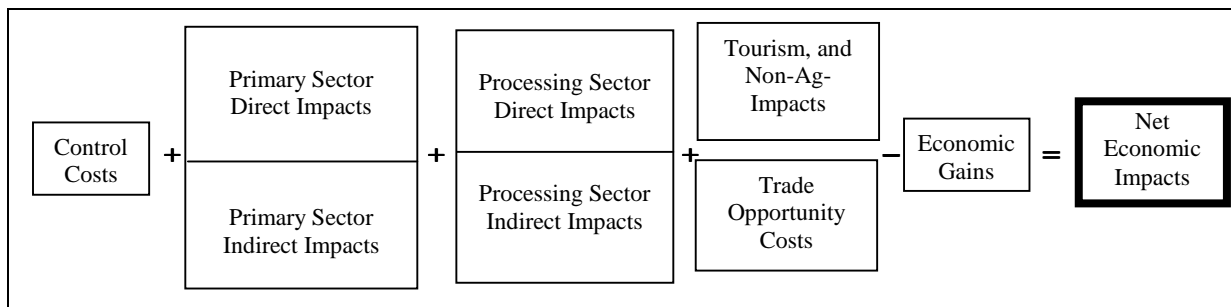 Control
Costs
+
Primary Sector
Direct Impacts
Primary Sector
Indirect Impacts
+
Processing Sector
Direct Impacts
Processing Sector
Indirect Impacts
+
Tourism, and
Non-Ag-
Impacts
Trade
Opportunity
Costs
−
Economic
Gains
=
Net
Economic
Impacts